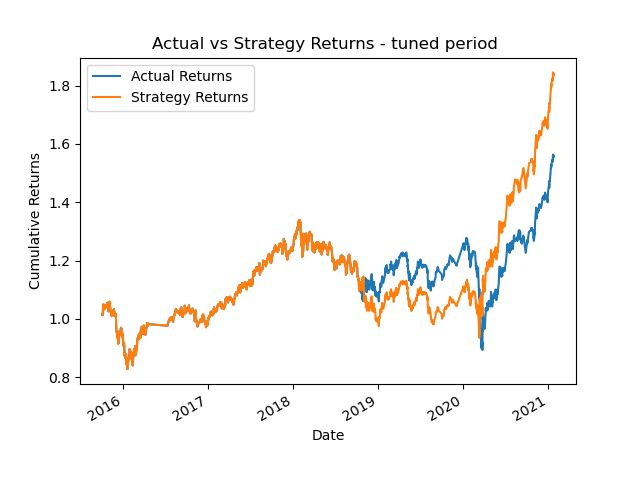 Actual vs Strategy Returns - tuned period
Actual Returns
Strategy Returns
Cumulative Returns
1.8
1.6
1.4
1.2
1.0
0.8
2016
2017
2018
2019
2020
2021
Date